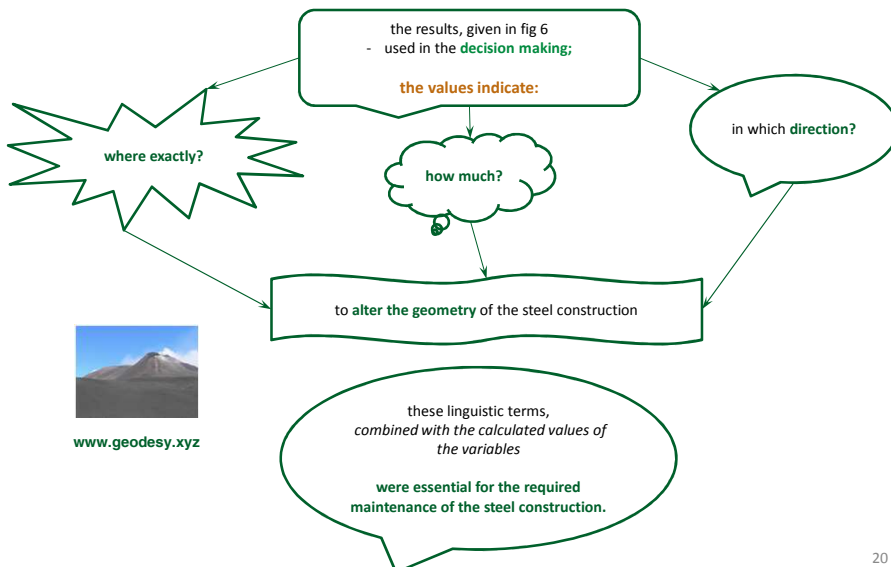 the results, given in fig 6
- used in the decision making;
the values indicate:
where exactly?
how much?
in which direction?
to alter the geometry of the steel construction
www.geodesy.xyz
these linguistic terms,
combined with the calculated values of
the variables
were essential for the required
maintenance of the steel construction.
20